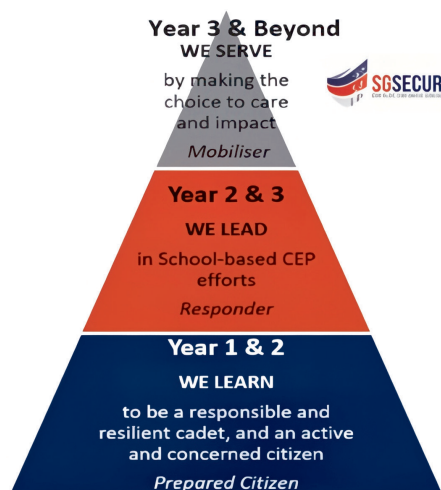 Year 3 & Beyond
WE SERVE
by making the
choice to care
and impact
Mobiliser
SGSECUR
Year 2 & 3
WE LEAD
in School-based CEP
efforts
Responder
Year 1 & 2
WE LEARN
to be a responsible and
resilient cadet, and an active
and concerned citizen
Prepared Citizen